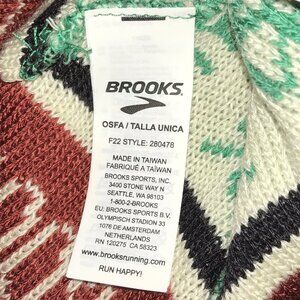 BROOKS
OSFA / TALLA UNICA
F22 STYLE: 280478
MADE IN TAIWAN
FABRIQUÉ A TAIWAN
BROOKS SPORTS, INC.
3400 STONE WAY N
SEATTLE, WA 98103
1-800-2-BROOKS
EU: BROOKS SPORTS B.V.
OLYMPISCH STADION 33
1076 DE AMSTERDAM
NETHERLANDS
RN 120275 CA 58323
www.brooksrunning.com
RUN HAPPY!